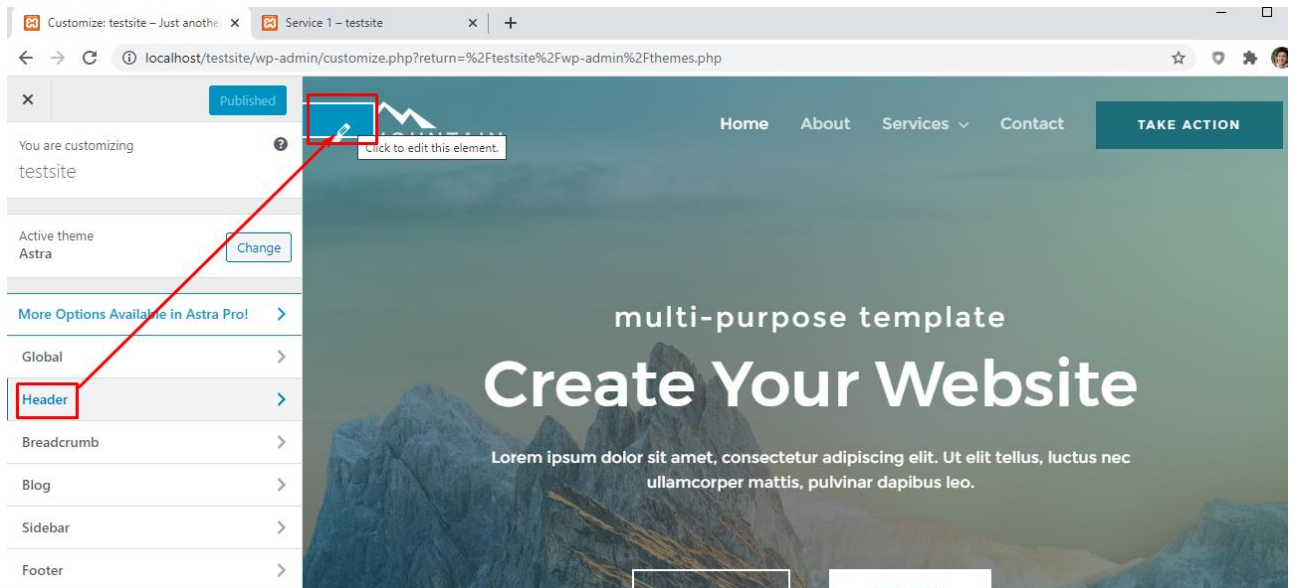 Customize: testsite – Just anothe
Service 1 – testsite
localhost/testsite/wp-admin/customize.php?return=%2Ftestsite%2Fwp-admin%2Fthemes.php
Published
You are customizing
testsite
Active theme
Astra
Change
More Options Available in Astra Pro!
Global
Header
Breadcrumb
Blog
Sidebar
Footer
MOUNTAIN
Click to edit this element.
Home About Services Contact TAKE ACTION
multi-purpose template
Create Your Website
Lorem ipsum dolor sit amet, consectetur adipiscing elit. Ut elit tellus, luctus nec
ullamcorper mattis, pulvinar dapibus leo.